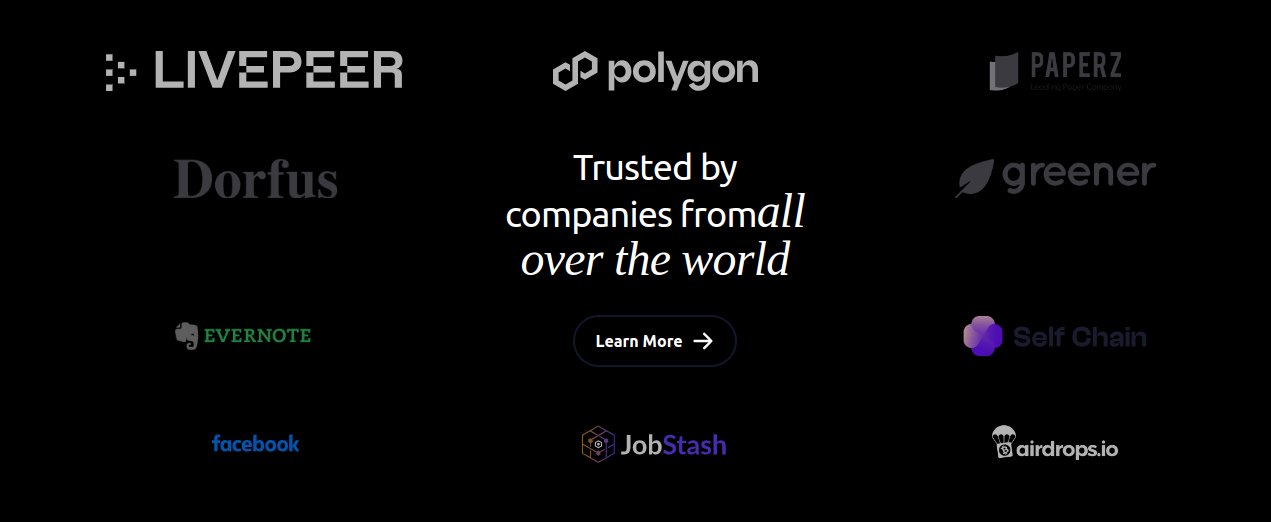 LIVEPEER
polygon
PAPERZ
Leading Paper Company
Dorfus
Trusted by
companies fromall
over the world
greener
EVERNOTE
Learn More
Self Chain
facebook
JobStash
airdrops.io